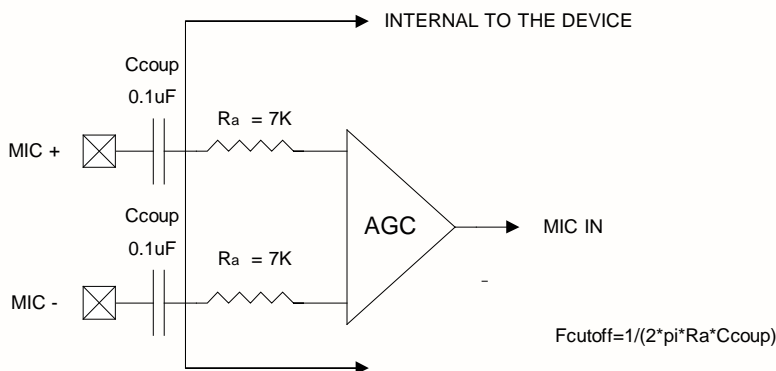 INTERNAL TO THE DEVICE
Ccoup
0.1uF
Ra = 7K
MIC +
Ccoup
0.1uF
AGC
MIC IN
Ra = 7K
MIC -
Fcutoff=1/(2*pi*Ra*Ccoup)